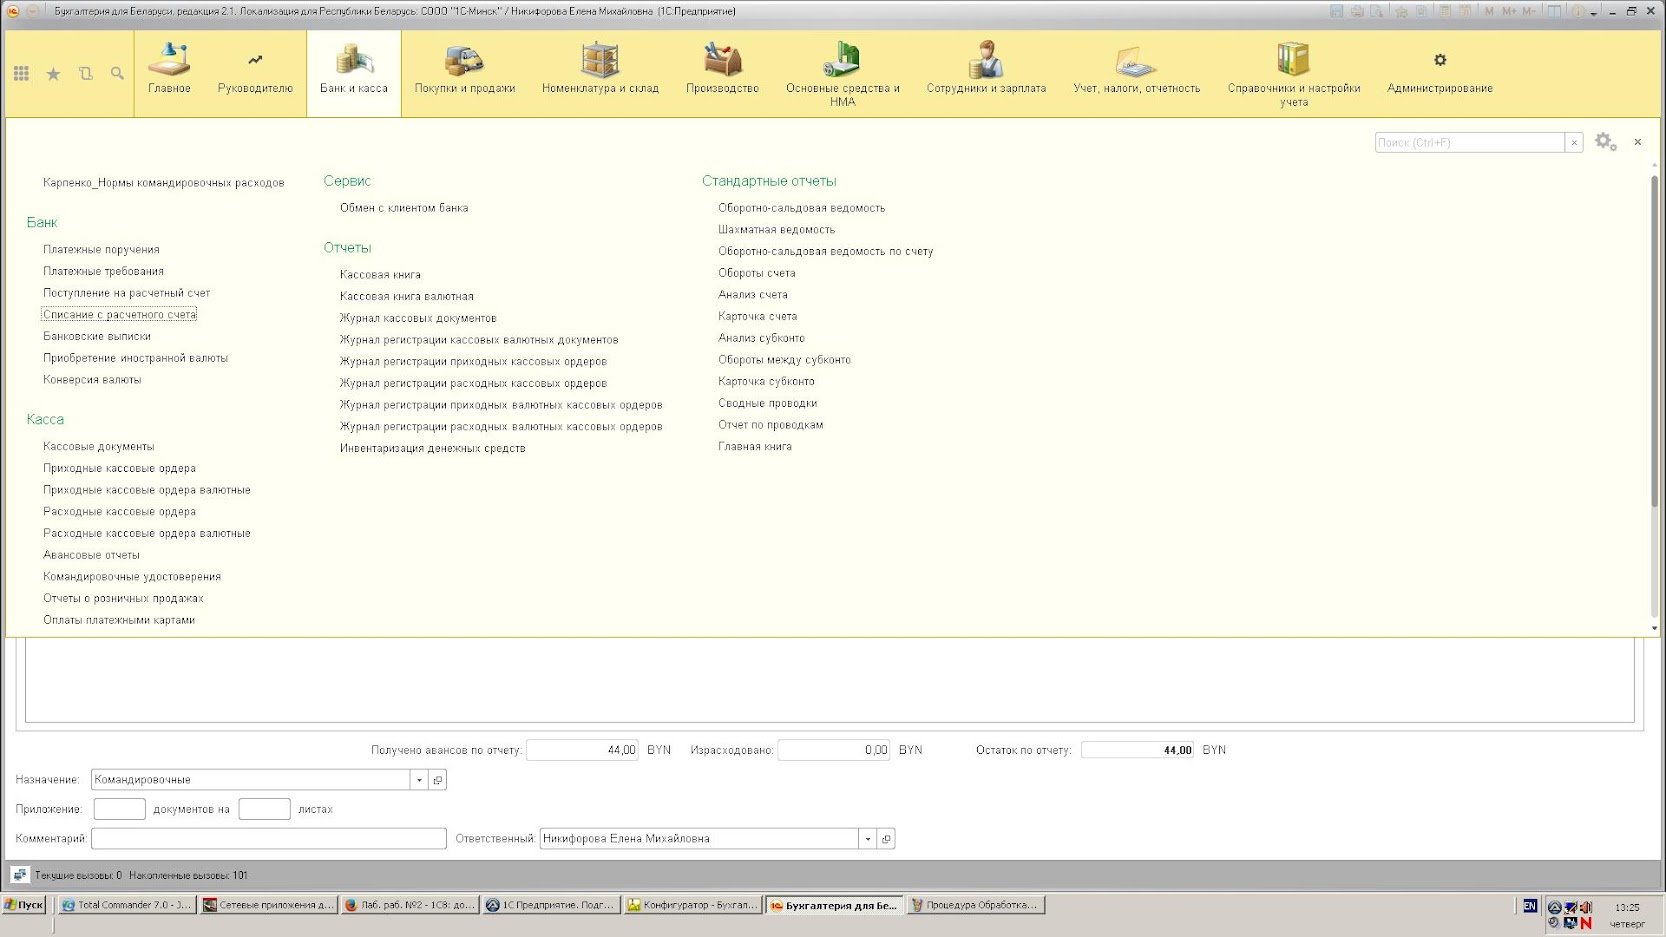 Бухгалтерия для Беларуси, редакция 2.1. Локализация для Республики Беларусь: СООО "1С-Минск" / Никифорова Елена Михайловна (1С:Предприятие)
M M+ M-
Главное
Руководителю
Банк и касса
Покупки и продажи
Номенклатура и склад
Производство
Основные средства и
НМА
Сотрудники и зарплата
Учет, налоги, отчетность
Справочники и настройки
учета
Администрирование
Поиск (Ctrl+F)
Карпенко_Нормы командировочных расходов
Банк
Платежные поручения
Платежные требования
Поступление на расчетный счет
Списание с расчетного счета
Банковские выписки
Приобретение иностранной валюты
Конверсия валюты
Касса
Кассовые документы
Приходные кассовые ордера
Приходные кассовые ордера валютные
Расходные кассовые ордера
Расходные кассовые ордера валютные
Авансовые отчеты
Командировочные удостоверения
Отчеты о розничных продажах
Оплаты платежными картами
Сервис
Обмен с клиентом банка
Отчеты
Кассовая книга
Кассовая книга валютная
Журнал кассовых документов
Журнал регистрации кассовых валютных документов
Журнал регистрации приходных кассовых ордеров
Журнал регистрации расходных кассовых ордеров
Журнал регистрации приходных валютных кассовых ордеров
Журнал регистрации расходных валютных кассовых ордеров
Инвентаризация денежных средств
Стандартные отчеты
Оборотно-сальдовая ведомость
Шахматная ведомость
Оборотно-сальдовая ведомость по счету
Обороты счета
Анализ счета
Карточка счета
Анализ субконто
Обороты между субконто
Карточка субконто
Сводные проводки
Отчет по проводкам
Главная книга
Получено авансов по отчету: 44,00 BYN Израсходовано: 0,00 BYN Остаток по отчету: 44,00 BYN
Назначение: Командировочные
Приложение: документов на листах
Комментарий: Ответственный: Никифорова Елена Михайловна
Текущие вызовы: 0 Накопленные вызовы: 101
Пуск Total Commander 7.0 - J... Сетевые приложения д... Лаб. раб. №2 - 1С8: до... 1С Предприятие. Подг... Конфигуратор - Бухгал... Бухгалтерия для Бе... Процедура Обработка... EN 13:25
четверг